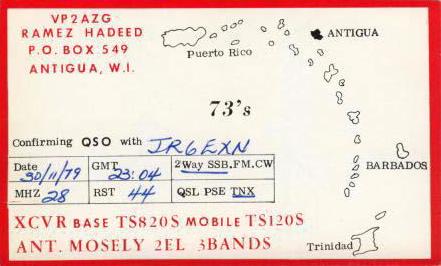 VP2AZG
RAMEZ HADEED
P.O. BOX 549
ANTIGUA, W.I.
ANTIGUA
Puerto Rico
73's
Confirming QSO with JR6EXN
Date 30/11/79 GMT 23:04 2Way SSB,FM,CW
MHZ 28 RST 44 QSL PSE TNX
BARBADOS
XCVR BASE TS820S MOBILE TS120S
ANT. MOSELY 2EL 3BANDS
Trinidad